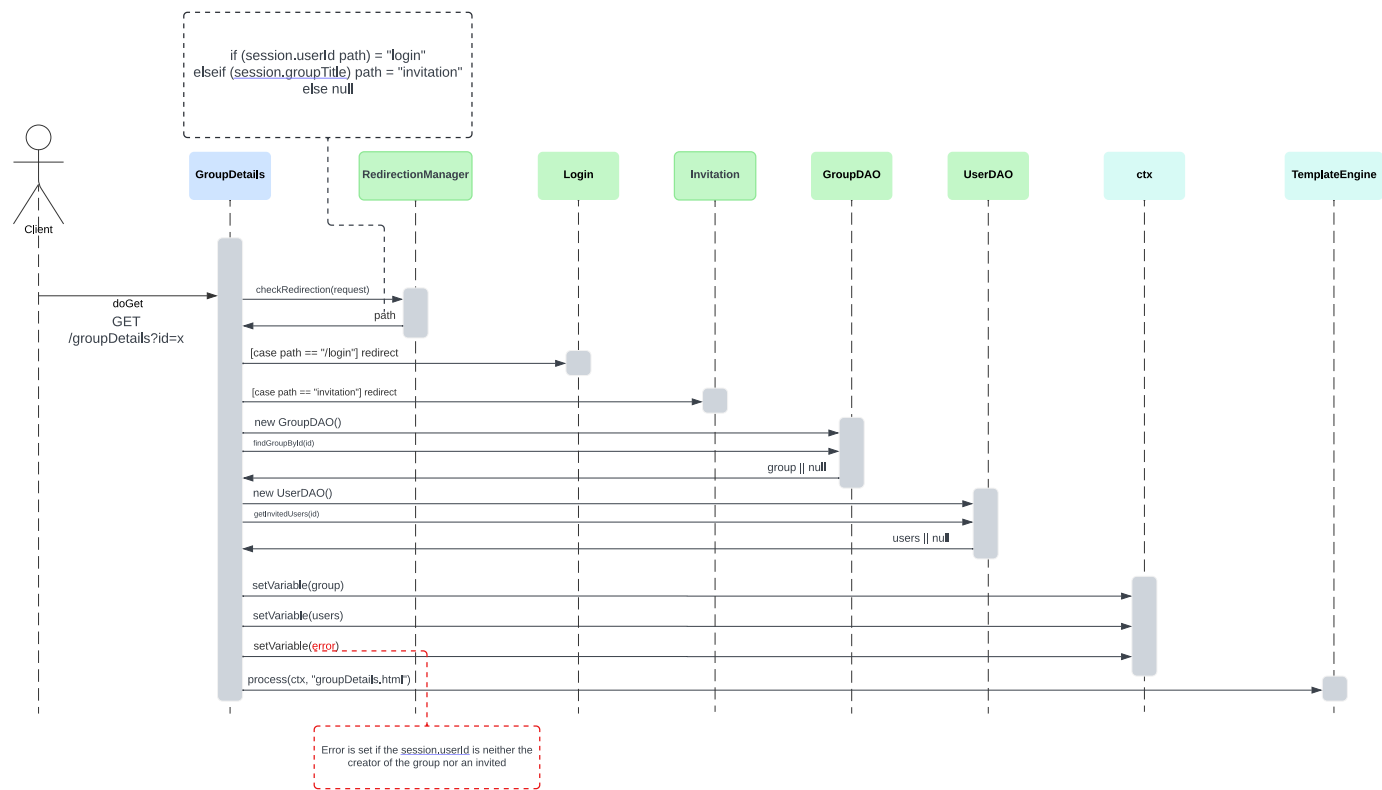 if (session.userId path) = "login"
elseif (session.groupTitle) path = "invitation"
else null
GroupDetails
RedirectionManager
Login
Invitation
GroupDAO
UserDAO
ctx
TemplateEngine
Client
checkRedirection(request)
doGet
GET
/groupDetails?id=x
path
[case path == "/login"] redirect
[case path == "invitation"] redirect
new GroupDAO()
findGroupById(id)
group || null
new UserDAO()
getInvitedUsers(id)
users || null
setVariable(group)
setVariable(users)
setVariable(error)
process(ctx, "groupDetails.html")
Error is set if the session.userId is neither the
creator of the group nor an invited